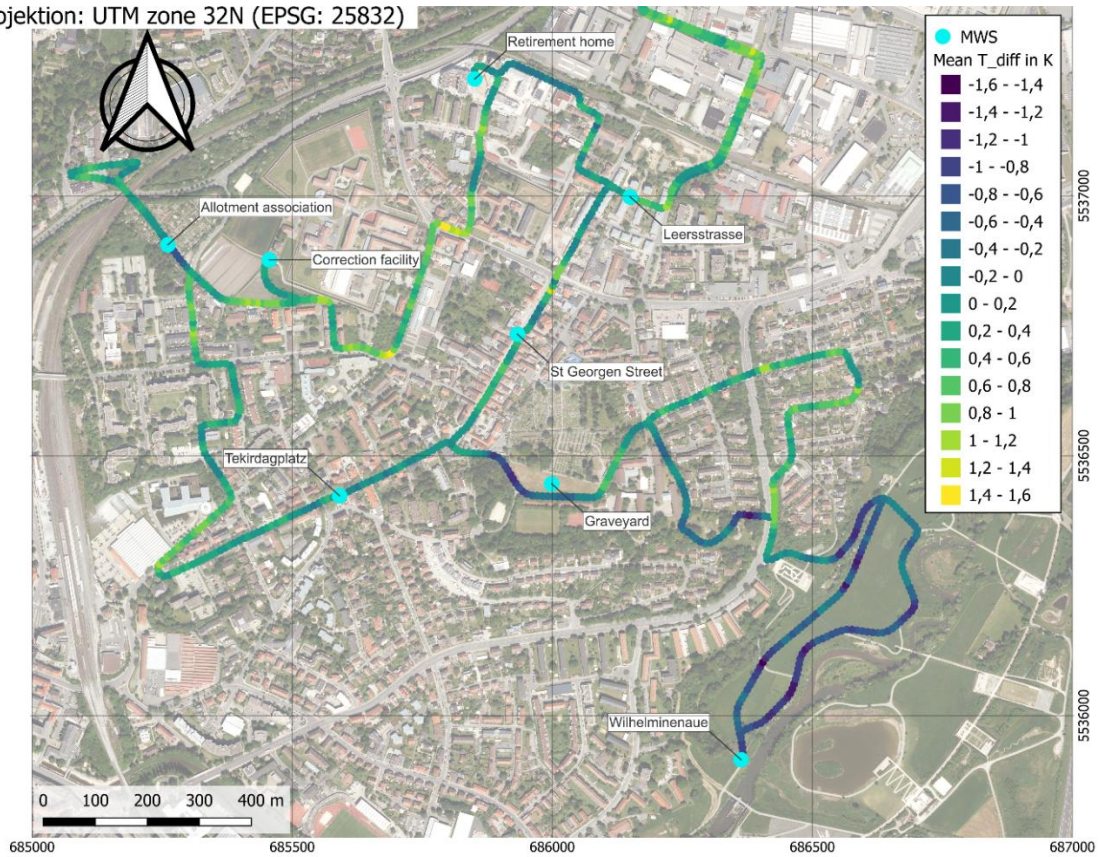 ojektion: UTM zone 32N (EPSG: 25832)
Retirement home
MWS
Mean T_diff in K
-1,6 - -1,4
-1,4 - -1,2
-1,2 - -1
-1 - -0,8
-0,8 - -0,6
-0,6 - -0,4
-0,4 - -0,2
-0,2 - 0
0 - 0,2
0,2 - 0,4
0,4 - 0,6
0,6 - 0,8
0,8 - 1
1 - 1,2
1,2 - 1,4
1,4 - 1,6
5537000
Allotment association
Leersstrasse
Correction facility
St Georgen Street
Tekirdagplatz
5536500
Graveyard
Wilhelminenaue
5536000
0 100 200 300 400 m
685000 685500 686000 686500 687000